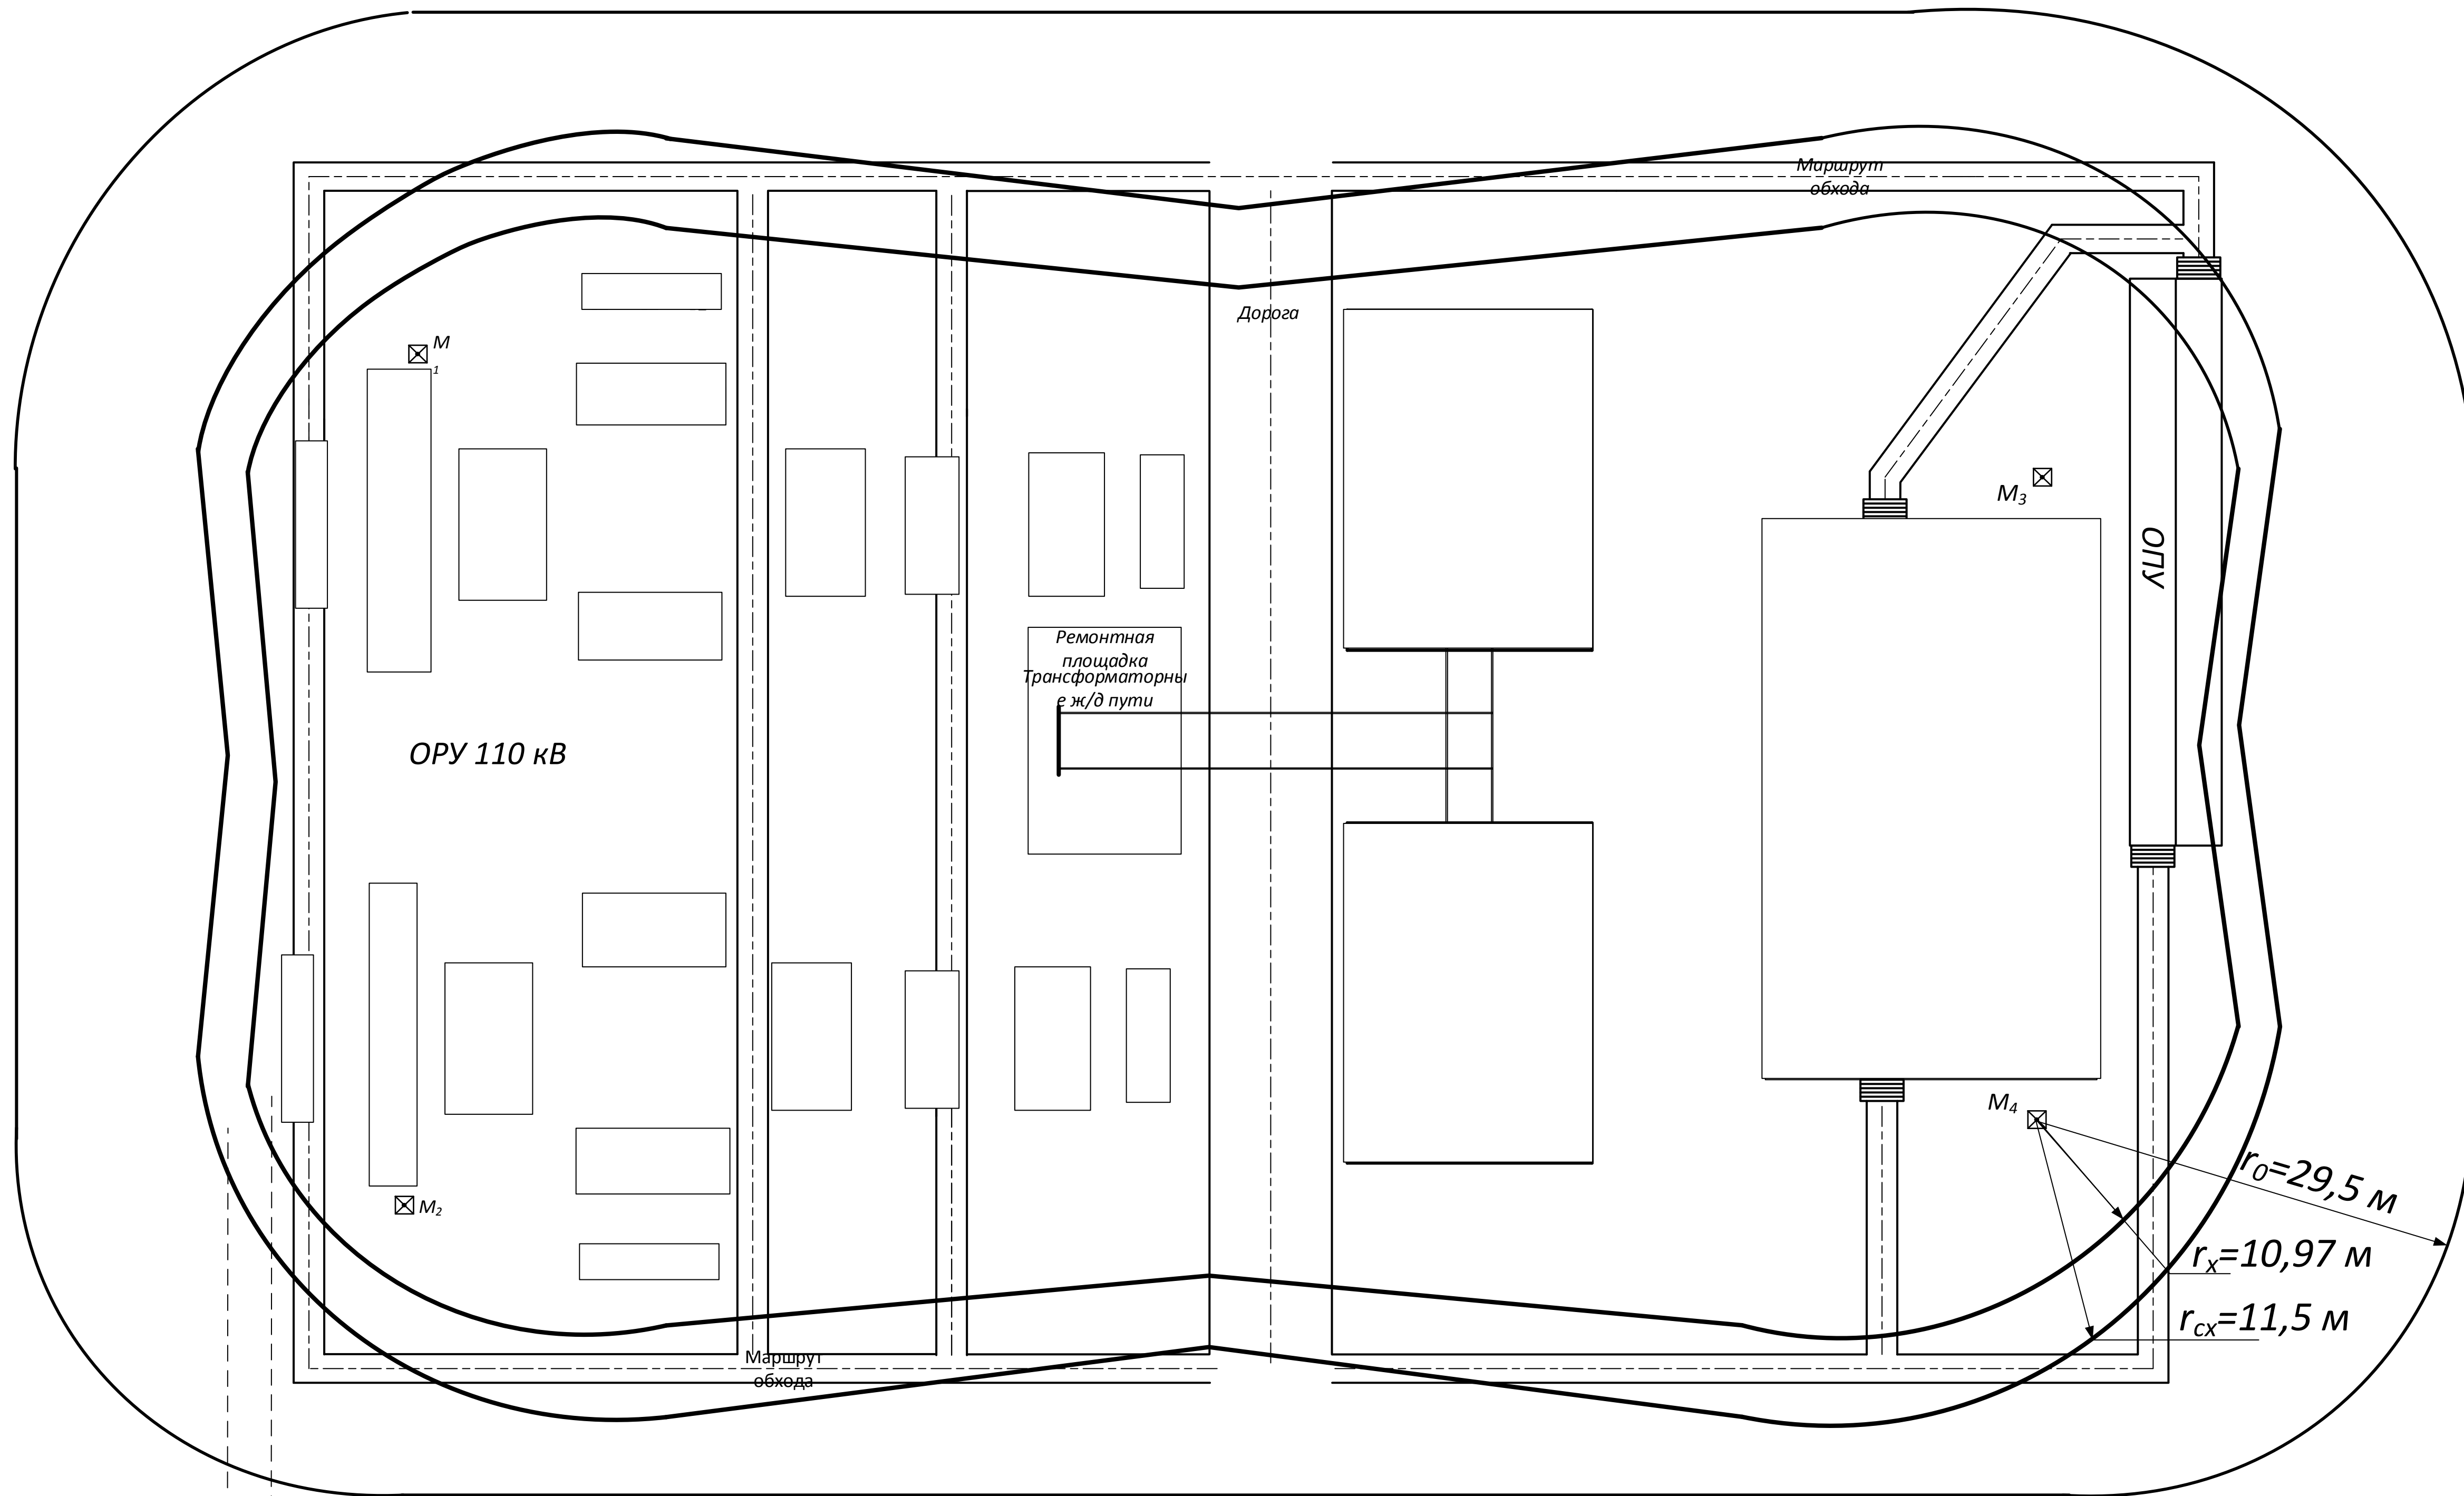 Маршрут
обхода
Дорога
М
1
М3
ОПУ
Ремонтная
площадка
Трансформаторны
е ж/д пути
ОРУ 110 кВ
М4
r0=29,5 м
М2
rx=10,97 м
rcx=11,5 м
Маршрут
обхода